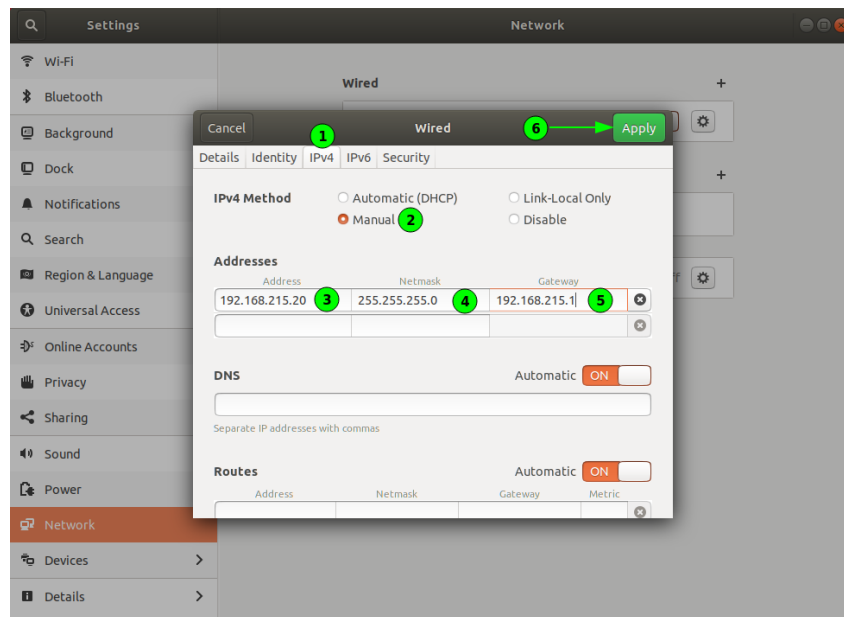 Settings
Network
Wi-Fi
Bluetooth
Background
Dock
Notifications
Search
Region & Language
Universal Access
Online Accounts
Privacy
Sharing
Sound
Power
Network
Devices
Details
Wired
Cancel
Wired
6
Apply
1
Details Identity IPv4 IPv6 Security
IPv4 Method
Automatic (DHCP)
Link-Local Only
Manual 2
Disable
Addresses
Address Netmask Gateway
192.168.215.20 3 255.255.255.0 4 192.168.215.1 5
DNS
Automatic ON
Separate IP addresses with commas
Routes
Automatic ON
Address Netmask Gateway Metric